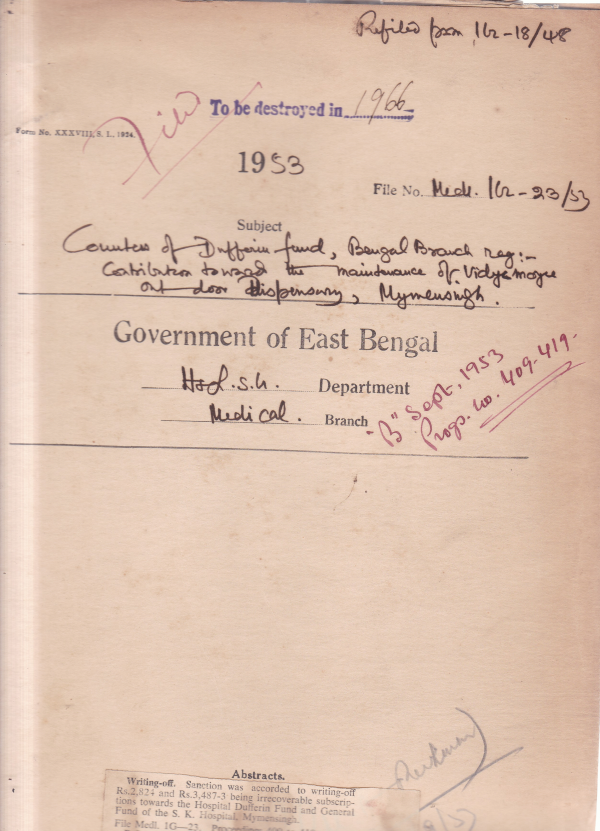 Refiled from 1G-18/48
To be destroyed in 1966
File
Form No. XXXVIII, S. I., 1924.
1953
File No. Medl. 1G-23/53
Subject
Countess of Dufferin fund, Bengal Branch reg:-
Contribution toward the maintenance of Vidyamoyee
out door dispensary, Mymensingh.
Government of East Bengal
Department
Medical. Branch
"B" Sept, 1953
Progs. no. 409-419-
Abstracts.
Writing-off. Sanction was accorded to writing-off
Rs.2,824 and Rs.3,487-3 being irrecoverable subscrip-
tions towards the Hospital Dufferin Fund and General
Fund of the S. K. Hospital, Mymensingh.
File Medl. 1G—23.